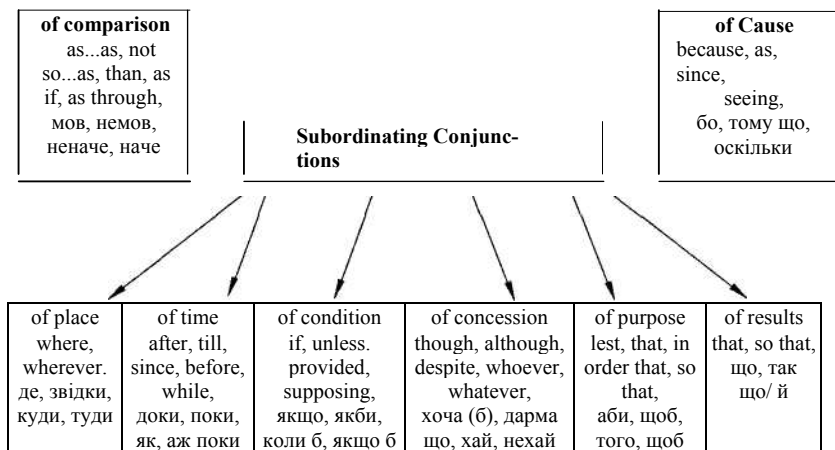 of comparison
as...as, not
so...as, than, as
if, as through,
мов, немов,
неначе, наче
of Cause
because, as,
since,
seeing,
бо, тому що,
оскільки
Subordinating Conjunc-
tions
of place
where,
wherever.
де, звідки,
куди, туди
of time
after, till,
since, before,
while,
доки, поки,
як, аж поки
of condition
if, unless.
provided,
supposing,
якщо, якби,
коли б, якщо б
of concession
though, although,
despite, whoever,
whatever,
хоча (б), дарма
що, хай, нехай
of purpose
lest, that, in
order that, so
that,
аби, щоб,
того, щоб
of results
that, so that,
що, так
що/ й